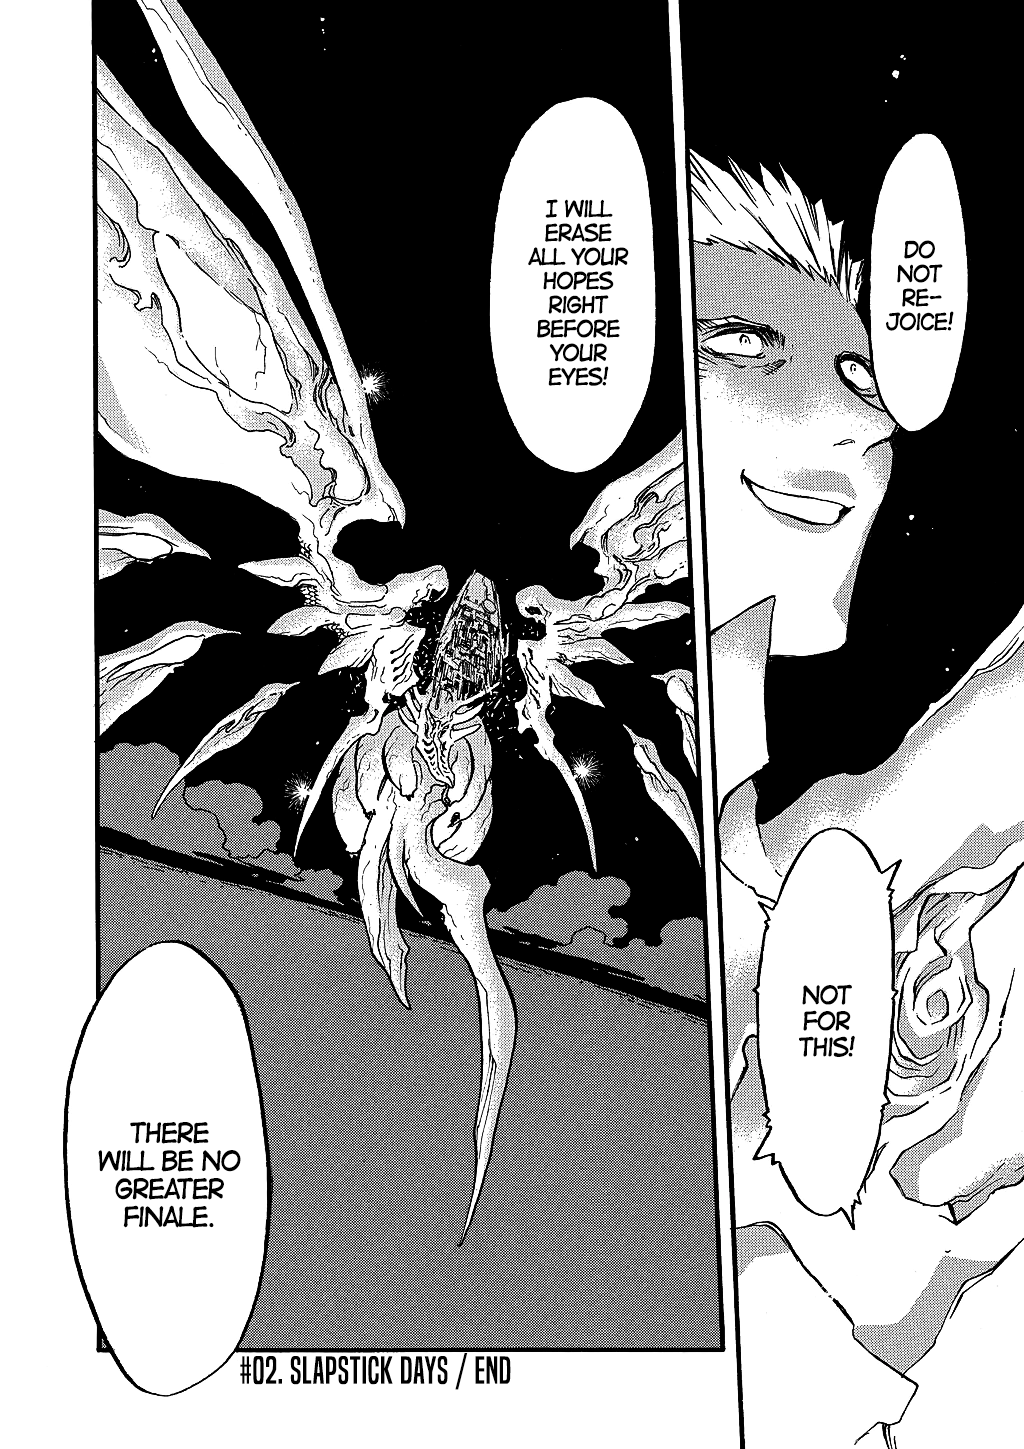 DO
NOT
RE-
JOICE!
NOT
FOR
THIS!
I WILL
ERASE
ALL YOUR
HOPES
RIGHT
BEFORE
YOUR
EYES!
THERE
WILL BE NO
GREATER
FINALE.
#02. SLAPSTICK DAYS / END